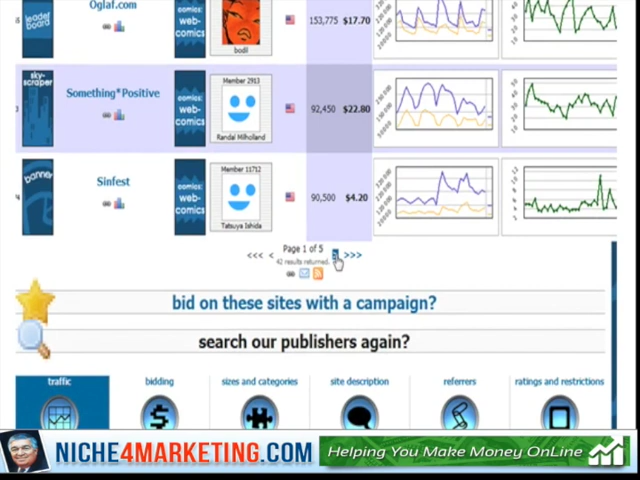 Oglaf.com
leader
board
comics:
web-
comics
bodil
153,775 $17.70
sky-
scraper
Something*Positive
comics:
web-
comics
Member 2913
Randal Milholland
92,450 $22.80
banner
Sinfest
comics:
web-
comics
Member 11712
Tatsuya Ishida
90,500 $4.20
<<< < Page 1 of 5 > >>>
42 results returned.
bid on these sites with a campaign?
search our publishers again?
traffic
bidding
sizes and categories
site description
referrers
ratings and restrictions
NICHE4MARKETING.COM
Helping You Make Money OnLine